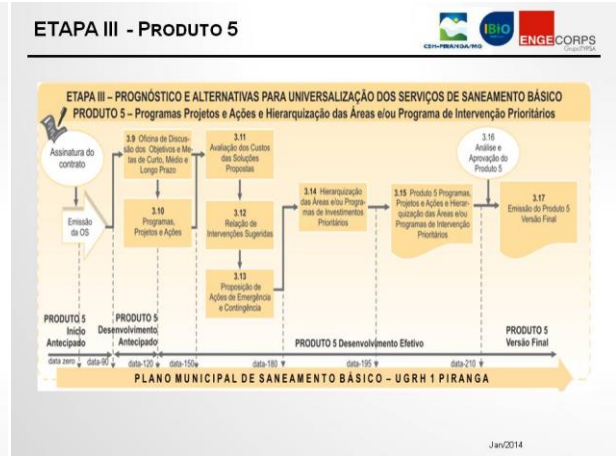 ETAPA III - PRODUTO 5
CBH-PIRANGA/MG
IBIO
ENGECORPS
Grupo TYPSA
ETAPA III – PROGNÓSTICO E ALTERNATIVAS PARA UNIVERSALIZAÇÃO DOS SERVIÇOS DE SANEAMENTO BÁSICO
PRODUTO 5 – Programas Projetos e Ações e Hierarquização das Áreas e/ou Programa de Intervenção Prioritários
Assinatura do
contrato
Emissão
da OS
3.9 Oficina de Discus-
são dos Objetivos e Me-
tas de Curto, Médio e
Longo Prazo
3.10
Programas,
Projetos e Ações
3.11
Avaliação dos Custos
das Soluções
Propostas
3.12
Relação de
Intervenções Sugeridas
3.13
Proposição de
Ações de Emergência
e Contingência
3.14 Hierarquização
das Áreas e/ou Progra-
mas de Investimentos
Prioritários
3.15 Produto 5 Programas,
Projetos e Ações e Hierar-
quização das Áreas e/ou
Programas de Intervenção
Prioritários
3.16
Análise e
Aprovação do
Produto 5
3.17
Emissão do Produto 5
Versão Final
PRODUTO 5
Início
Antecipado
PRODUTO 5
Desenvolvimento
Antecipado
PRODUTO 5 Desenvolvimento Efetivo
PRODUTO 5
Versão Final
data zero
data-90
data-120
data-150
data-180
data-195
data-210
PLANO MUNICIPAL DE SANEAMENTO BÁSICO – UGRH 1 PIRANGA
Jan/2014